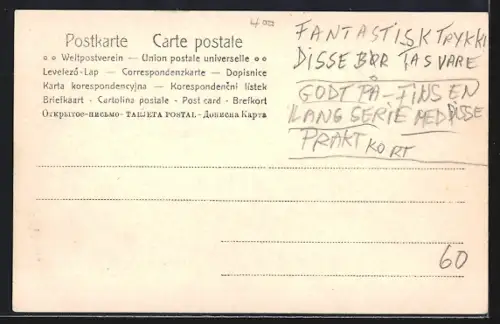 400
Postkarte Carte postale
Weltpostverein — Union postale universelle
Levelező-Lap — Correspondenzkarte — Dopisnice
Karta korespondencyjna — Korespondenční lístek
Briefkaart - Cartolina postale - Post card - Brefkort
Открытое-письмо- TARJETA POSTAL - Дописна Карта
FANTASTISK TRYKK!
DISSE BØR TAS VARE
GODT PÅ - FINS EN
LANG SERIE MED DISSE
PRAKT KORT
60